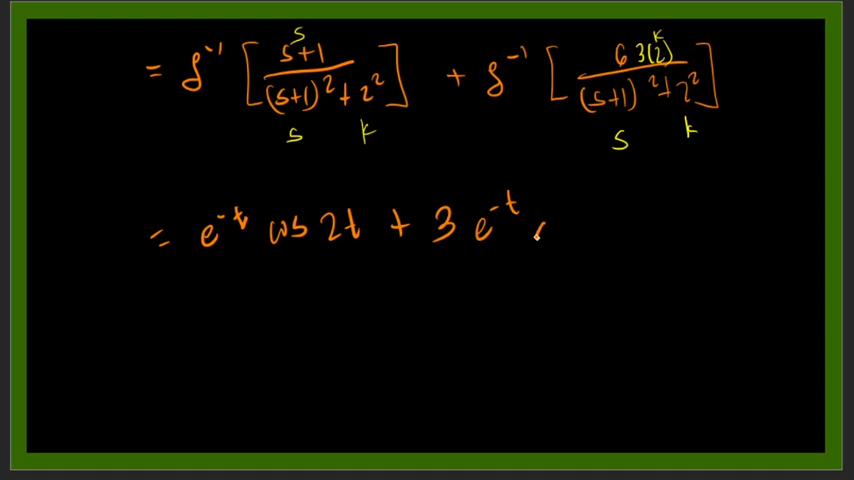 s k
= ℒ⁻¹ [ s+1 / (s+1)² + 2² ] + ℒ⁻¹ [ 6 3(2) / (s+1)² + 2² ]
s k s k
= e⁻ᵗ cos 2t + 3 e⁻ᵗ